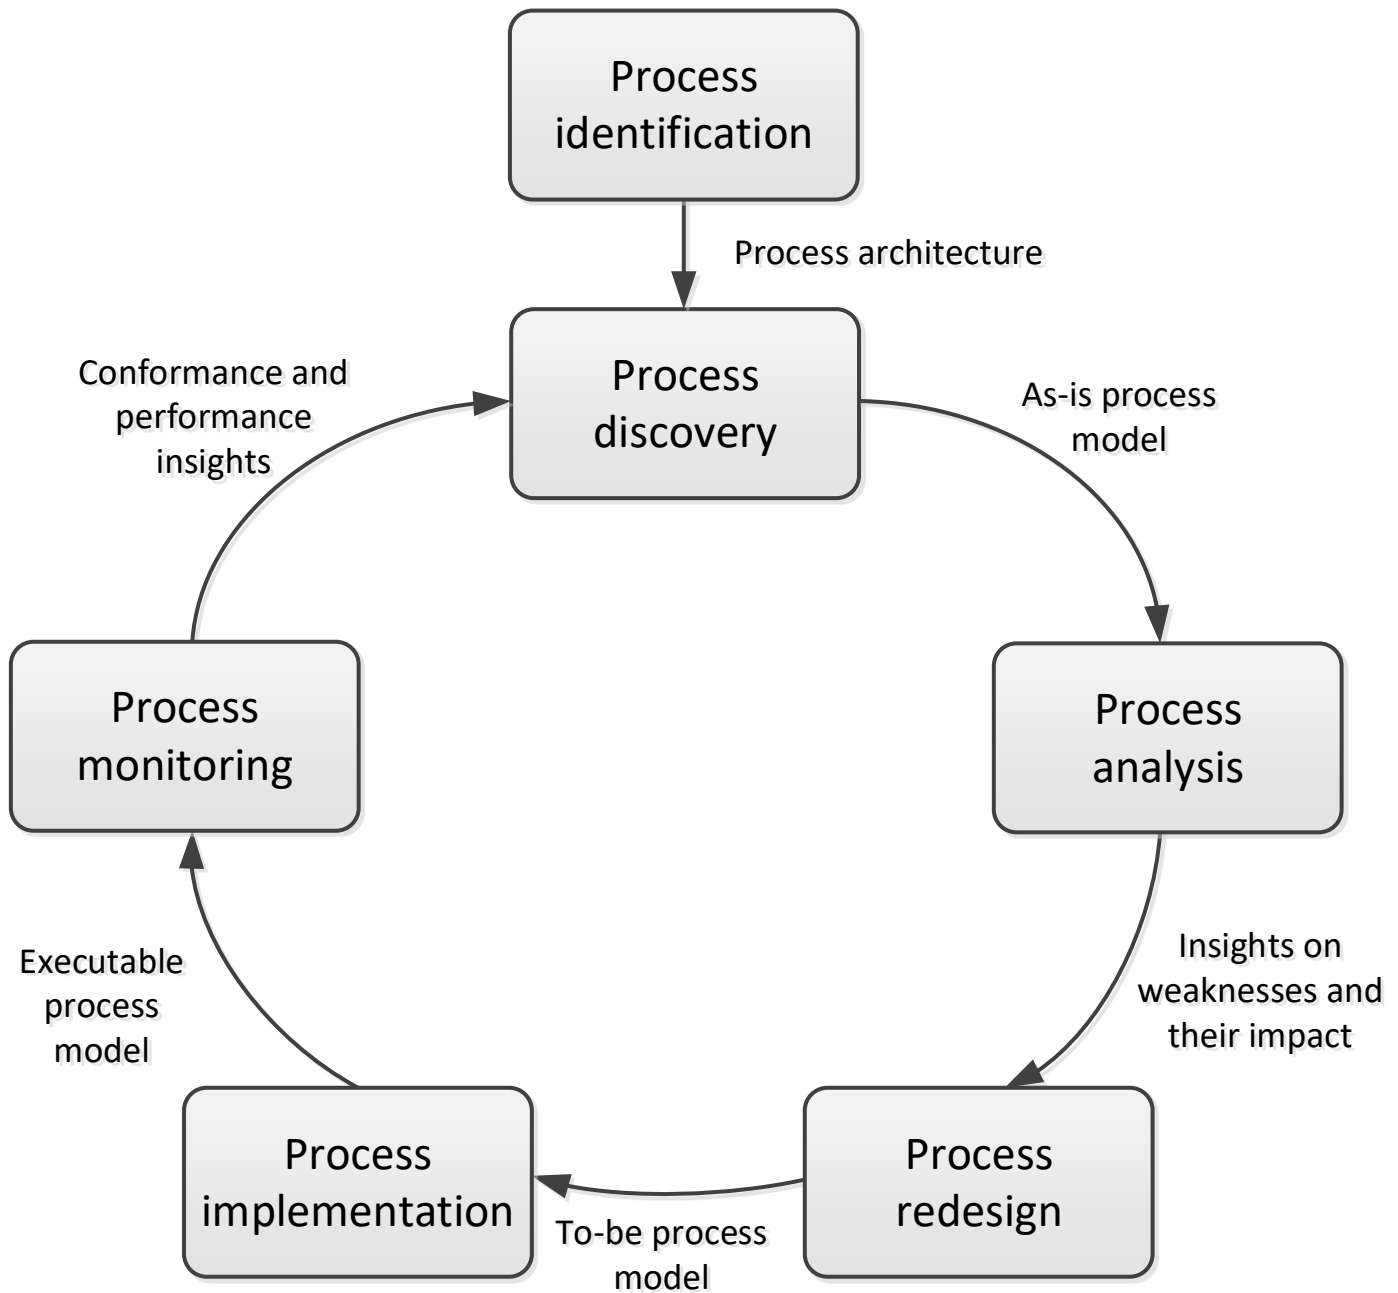 Process
identification
Process architecture
Process
discovery
Conformance and
performance
insights
As-is process
model
Process
monitoring
Process
analysis
Executable
process
model
Insights on
weaknesses and
their impact
Process
implementation
Process
redesign
To-be process
model